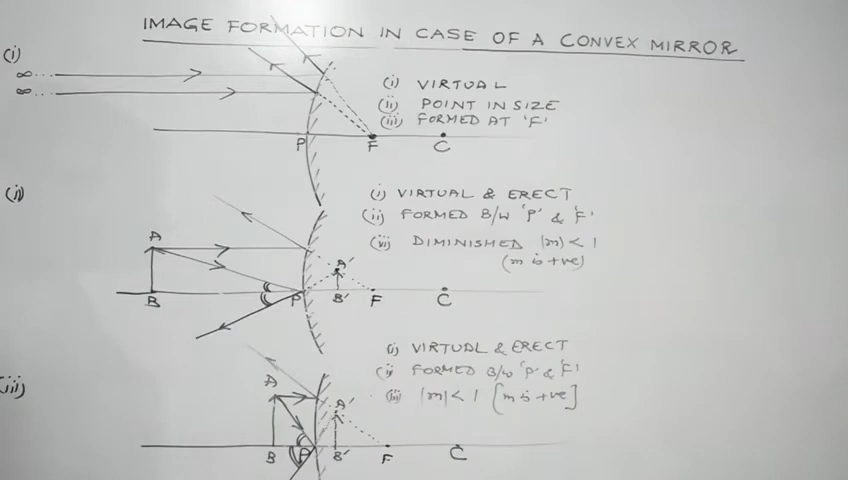 IMAGE FORMATION IN CASE OF A CONVEX MIRROR
(i)
∞...
∞...
(i) VIRTUAL
(ii) POINT IN SIZE
(iii) FORMED AT 'F'
P F C
(ii)
(i) VIRTUAL & ERECT
(ii) FORMED B/W 'P' & 'F'
(iii) DIMINISHED |m| < 1
(m is +ve)
A A'
B P B' F C
(iii)
(i) VIRTUAL & ERECT
(ii) FORMED B/W 'P' & 'F'
(iii) |m| < 1 [m is +ve]
A A'
B P B' F C